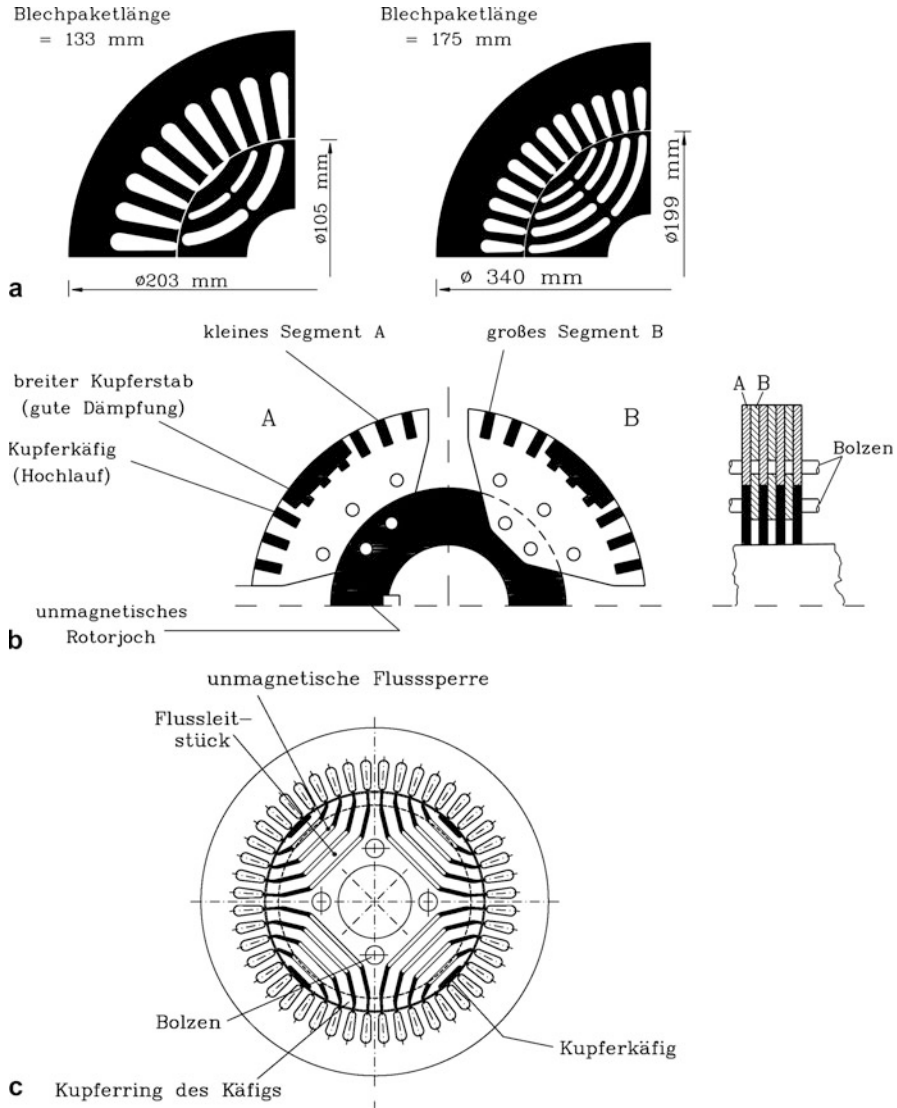 Blechpaketlänge
= 133 mm
Blechpaketlänge
= 175 mm
ø105 mm
ø199 mm
ø203 mm
ø 340 mm
a
kleines Segment A
großes Segment B
breiter Kupferstab
(gute Dämpfung)
A
B
A B
Kupferkäfig
(Hochlauf)
Bolzen
unmagnetisches
Rotorjoch
b
unmagnetische Flusssperre
Flussleit-
stück
Bolzen
Kupferkäfig
c
Kupferring des Käfigs